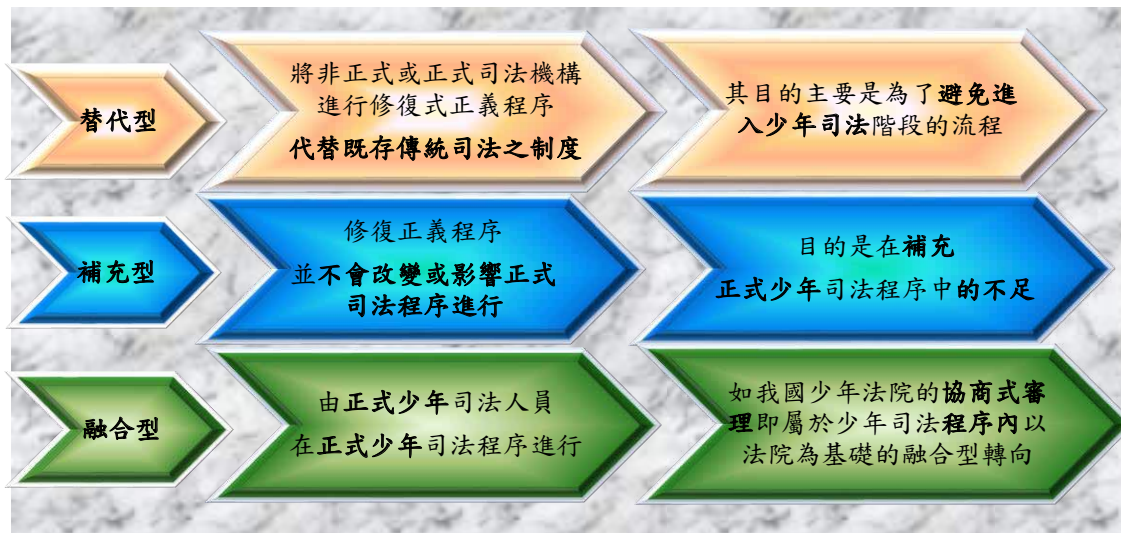 替代型
將非正式或正式司法機構
進行修復式正義程序
代替既存傳統司法之制度
其目的主要是為了避免進
入少年司法階段的流程
補充型
修復正義程序
並不會改變或影響正式
司法程序進行
目的是在補充
正式少年司法程序中的不足
融合型
由正式少年司法人員
在正式少年司法程序進行
如我國少年法院的協商式審
理即屬於少年司法程序內以
法院為基礎的融合型轉向